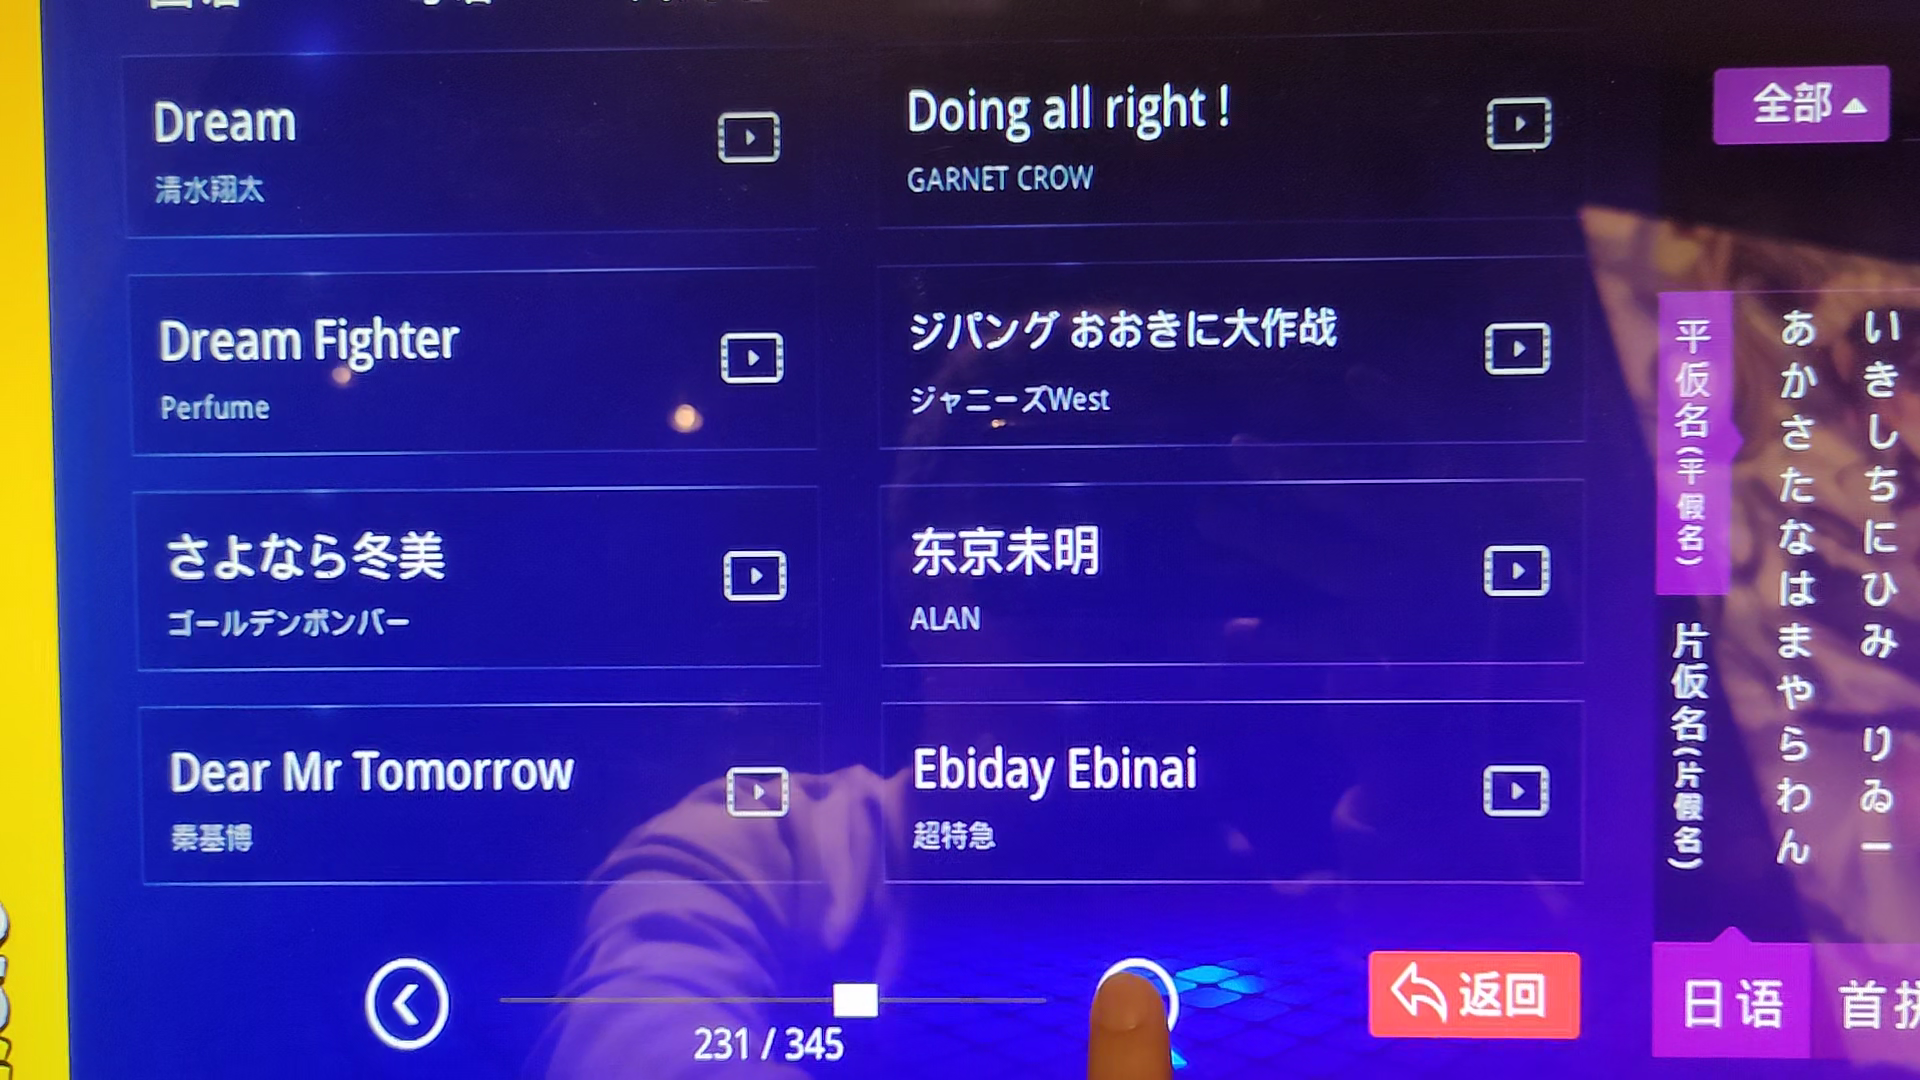 Dream
清水翔太
Doing all right !
GARNET CROW
Dream Fighter
Perfume
ジパング おおきに大作战
ジャニーズWest
さよなら冬美
ゴールデンボンバー
东京未明
ALAN
Dear Mr Tomorrow
秦基博
Ebiday Ebinai
超特急
231 / 345
返回
全部
平仮名(平假名)
片仮名(片假名)
あかさたなはまやらわん
いきしちにひみ りゐー
日语
首拼